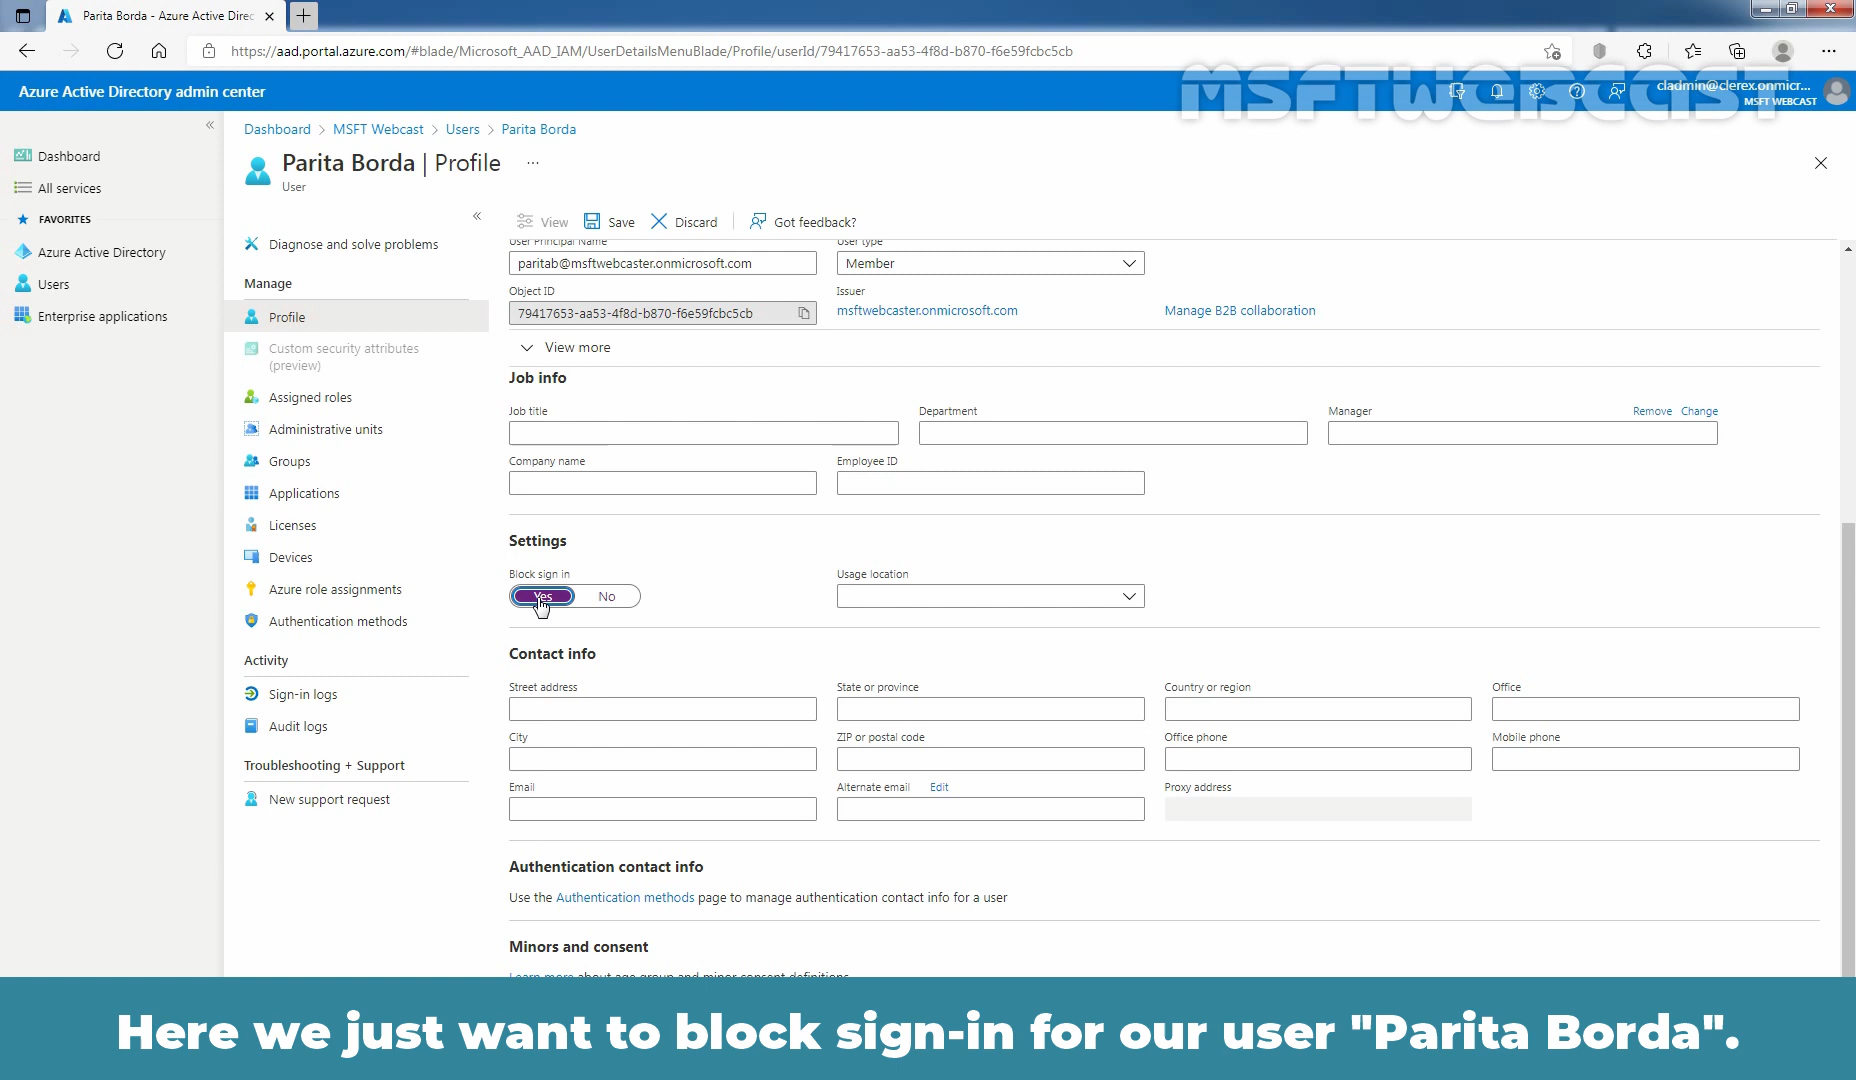 Parita Borda - Azure Active Direc
https://aad.portal.azure.com/#blade/Microsoft_AAD_IAM/UserDetailsMenuBlade/Profile/userId/79417653-aa53-4f8d-b870-f6e59fcbc5cb
Azure Active Directory admin center
MSFTWEBCAST
cladmin@clerex.onmicr...
MSFT WEBCAST
Dashboard
All services
FAVORITES
Azure Active Directory
Users
Enterprise applications
Dashboard > MSFT Webcast > Users > Parita Borda
Parita Borda | Profile ...
User
Diagnose and solve problems
Manage
Profile
Custom security attributes
(preview)
Assigned roles
Administrative units
Groups
Applications
Licenses
Devices
Azure role assignments
Authentication methods
Activity
Sign-in logs
Audit logs
Troubleshooting + Support
New support request
View Save Discard Got feedback?
User Principal Name User type
paritab@msftwebcaster.onmicrosoft.com Member
Object ID Issuer
79417653-aa53-4f8d-b870-f6e59fcbc5cb msftwebcaster.onmicrosoft.com Manage B2B collaboration
View more
Job info
Job title Department Manager Remove Change
Company name Employee ID
Settings
Block sign in Usage location
Yes No
Contact info
Street address State or province Country or region Office
City ZIP or postal code Office phone Mobile phone
Email Alternate email Edit Proxy address
Authentication contact info
Use the Authentication methods page to manage authentication contact info for a user
Minors and consent
Learn more about age group and minor consent definitions
Here we just want to block sign-in for our user "Parita Borda".